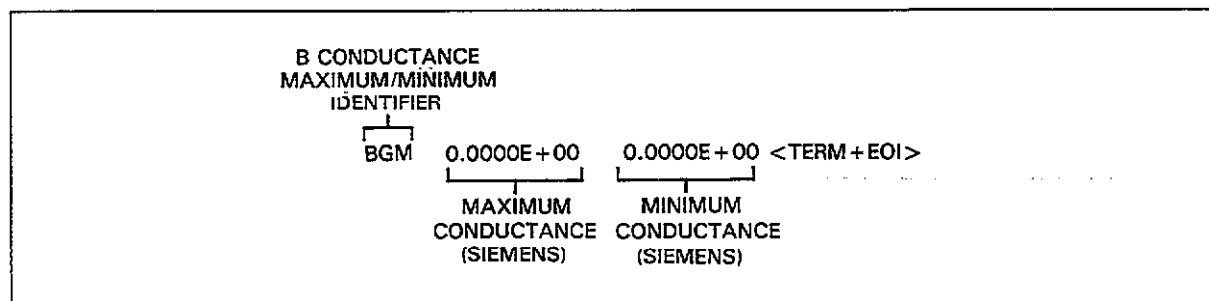 B CONDUCTANCE
MAXIMUM/MINIMUM
IDENTIFIER
BGM 0.0000E+00 0.0000E+00 <TERM+EOI>
MAXIMUM MINIMUM
CONDUCTANCE CONDUCTANCE
(SIEMENS) (SIEMENS)